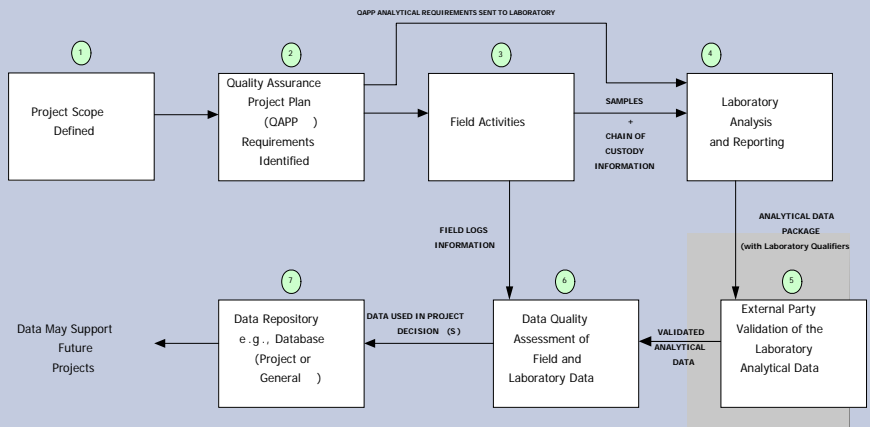 QAPP ANALYTICAL REQUIREMENTS SENT TO LABORATORY
1
Project Scope
Defined
2
Quality Assurance
Project Plan
(QAPP )
Requirements
Identified
3
Field Activities
SAMPLES
+
CHAIN OF
CUSTODY
INFORMATION
4
Laboratory
Analysis
and Reporting
ANALYTICAL DATA
PACKAGE
(with Laboratory Qualifiers
FIELD LOGS
INFORMATION
5
External Party
Validation of the
Laboratory
Analytical Data
VALIDATED
ANALYTICAL
DATA
6
Data Quality
Assessment of
Field and
Laboratory Data
DATA USED IN PROJECT
DECISION (S)
7
Data Repository
e.g., Database
(Project or
General )
Data May Support
Future
Projects